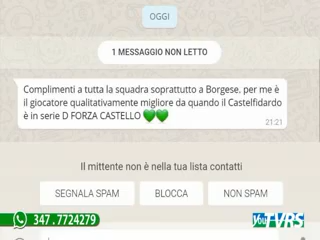 OGGI
1 MESSAGGIO NON LETTO
Complimenti a tutta la squadra soprattutto a Borgese. per me è
il giocatore qualitativamente migliore da quando il Castelfidardo
è in serie D FORZA CASTELLO 💚💚
21:21
Il mittente non è nella tua lista contatti
SEGNALA SPAM
BLOCCA
NON SPAM
347.7724279
You TVRS